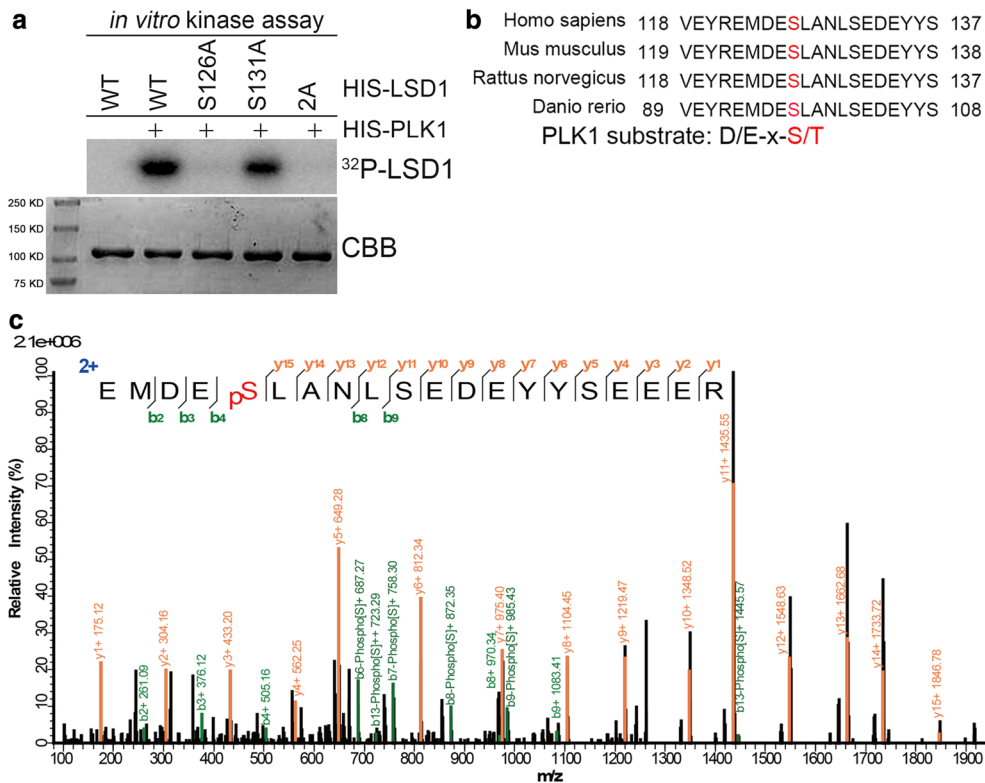 a
in vitro kinase assay
WT WT S126A S131A 2A HIS-LSD1
+ + + + HIS-PLK1
32P-LSD1
250 KD
150 KD
100 KD
75 KD
CBB
b
Homo sapiens 118 VEYREMDESLANLSEDEYYS 137
Mus musculus 119 VEYREMDESLANLSEDEYYS 138
Rattus norvegicus 118 VEYREMDESLANLSEDEYYS 137
Danio rerio 89 VEYREMDESLANLSEDEYYS 108
PLK1 substrate: D/E-x-S/T
c
2.1e+006
2+
y15 y14 y13 y12 y11 y10 y9 y8 y7 y6 y5 y4 y3 y2 y1
E M D E pS L A N L S E D E Y Y S E E E R
b2 b3 b4 b8 b9
Relative Intensity (%)
100
90
80
70
60
50
40
30
20
10
0
y1+ 175.12
b2+ 261.09
y2+ 304.16
b3+ 376.12
y3+ 433.20
b4+ 505.16
y4+ 562.25
y5+ 649.28
b6-Phospho[S]+ 687.27
b13-Phospho[S]++ 723.29
b7-Phospho[S]+ 758.30
y6+ 812.34
b8-Phospho[S]+ 872.35
b8+ 970.34
y7+ 975.40
b9-Phospho[S]+ 985.43
b9+ 1083.41
y8+ 1104.45
y9+ 1219.47
y10+ 1348.52
y11+ 1435.55
b13-Phospho[S]+ 1445.57
y12+ 1548.63
y13+ 1662.68
y14+ 1733.72
y15+ 1846.78
100 200 300 400 500 600 700 800 900 1000 1100 1200 1300 1400 1500 1600 1700 1800 1900
m/z